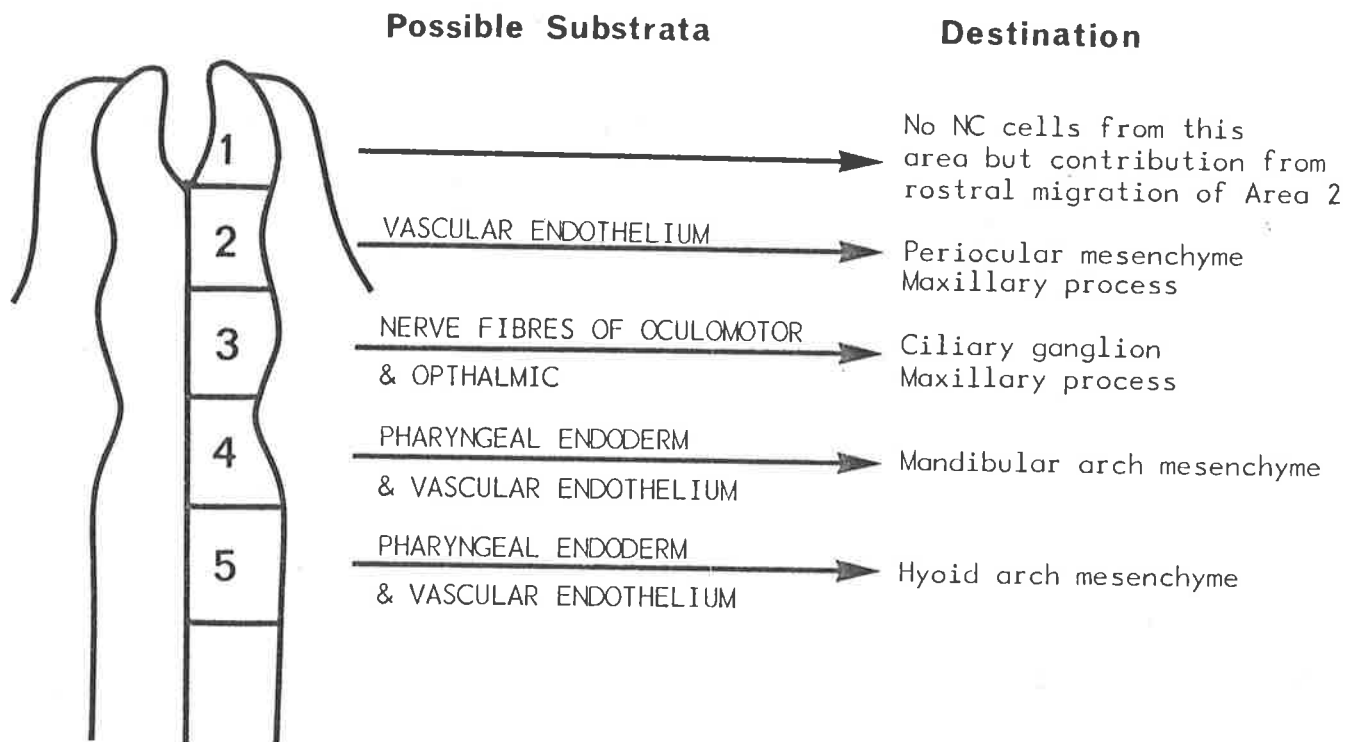 Possible Substrata
Destination
1
No NC cells from this
area but contribution from
rostral migration of Area 2
2
VASCULAR ENDOTHELIUM
Periocular mesenchyme
Maxillary process
3
NERVE FIBRES OF OCULOMOTOR
& OPTHALMIC
Ciliary ganglion
Maxillary process
4
PHARYNGEAL ENDODERM
& VASCULAR ENDOTHELIUM
Mandibular arch mesenchyme
5
PHARYNGEAL ENDODERM
& VASCULAR ENDOTHELIUM
Hyoid arch mesenchyme